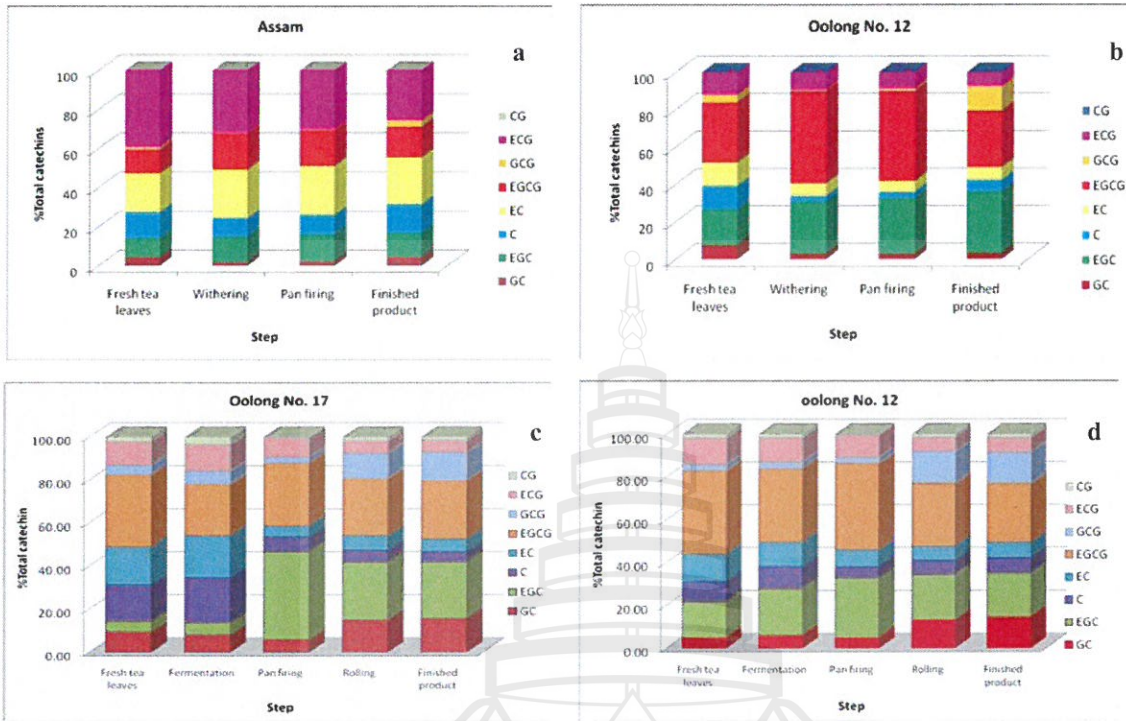 Assam
a
100
80
60
40
20
0
%Total catechins
CG
ECG
GCG
EGCG
EC
C
EGC
GC
Fresh tea leaves
Withering
Pan firing
Finished product
Step
Oolong No. 12
b
100
80
60
40
20
0
%Total catechins
CG
ECG
GCG
EGCG
EC
C
EGC
GC
Fresh tea leaves
Withering
Pan firing
Finished product
Step
Oolong No. 17
c
100.00
80.00
60.00
40.00
20.00
0.00
%Total catechin
CG
ECG
GCG
EGCG
EC
C
EGC
GC
Fresh tea leaves
Fermentation
Pan firing
Rolling
Finished product
Step
oolong No. 12
d
100.00
80.00
60.00
40.00
20.00
0.00
%Total catechin
CG
ECG
GCG
EGCG
EC
C
EGC
GC
Fresh tea leaves
Fermentation
Pan firing
Rolling
Finished product
Step